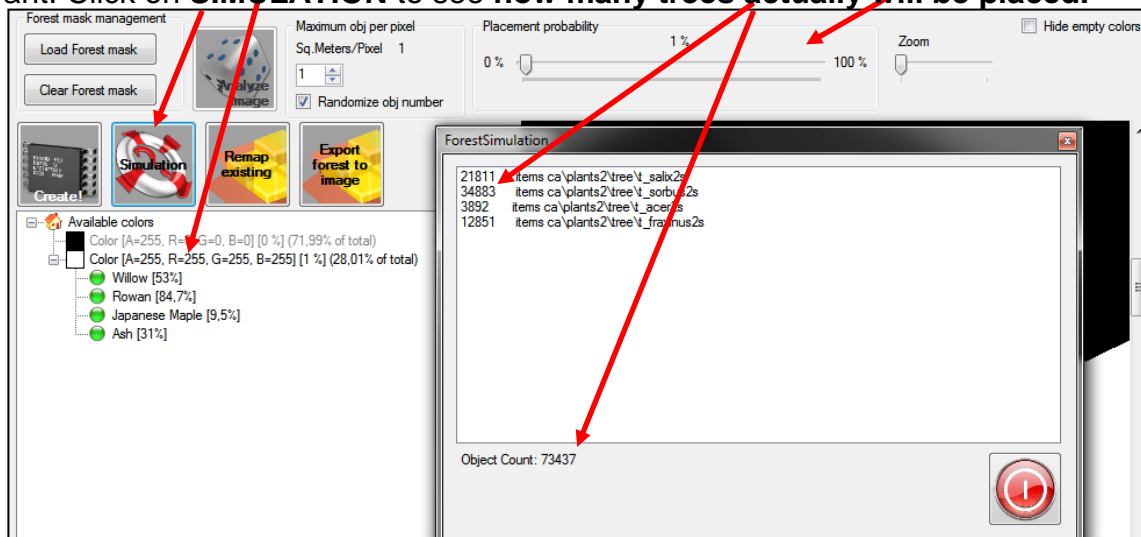 ant. Click on SIMULATION to see how many trees actually will be placed.
Forest mask management
Load Forest mask
Clear Forest mask
Analyze
image
Maximum obj per pixel
Sq.Meters/Pixel 1
1
Randomize obj number
Placement probability
1 %
0 %
100 %
Zoom
Hide empty colors
Create!
Simulation
Remap
existing
Export
forest to
image
Available colors
Color [A=255, R=0, G=0, B=0] [0 %] (71,99% of total)
Color [A=255, R=255, G=255, B=255] [1 %] (28,01% of total)
Willow [53%]
Rowan [84,7%]
Japanese Maple [9,5%]
Ash [31%]
ForestSimulation
21811 items ca\plants2\tree\t_salix2s
34883 items ca\plants2\tree\t_sorbus2s
3892 items ca\plants2\tree\t_acer2s
12851 items ca\plants2\tree\t_fraxinus2s
Object Count: 73437